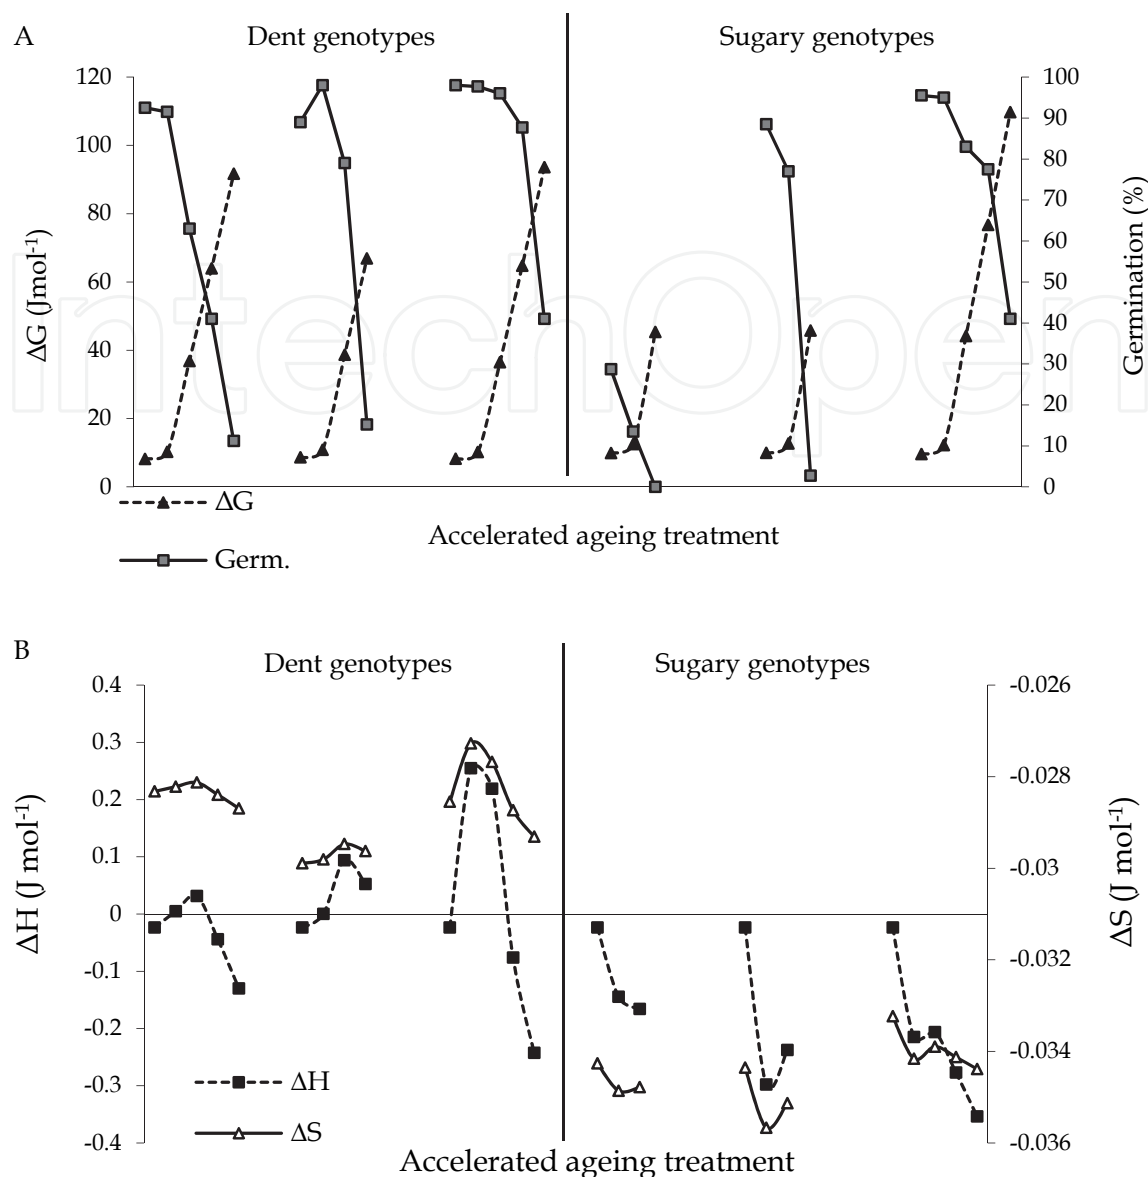 A
Dent genotypes
Sugary genotypes
120
100
80
60
40
20
0
ΔG (Jmol-1)
100
90
80
70
60
50
40
30
20
10
0
Germination (%)
IntechOpen
ΔG
Germ.
Accelerated ageing treatment
B
Dent genotypes
Sugary genotypes
0.4
0.3
0.2
0.1
0
-0.1
-0.2
-0.3
-0.4
ΔH (J mol-1)
-0.026
-0.028
-0.03
-0.032
-0.034
-0.036
ΔS (J mol-1)
ΔH
ΔS
Accelerated ageing treatment